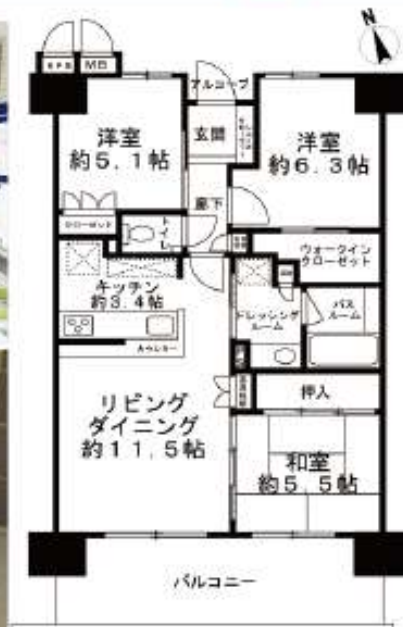 N
MB
アルコーブ
洋室
約5.1帖
玄関
洋室
約6.3帖
廊下
クローゼット
トイレ
ウォークイン
クローゼット
キッチン
約3.4帖
カウンター
ドレッシング
ルーム
バス
ルーム
リビング
ダイニング
約11.5帖
押入
和室
約5.5帖
バルコニー